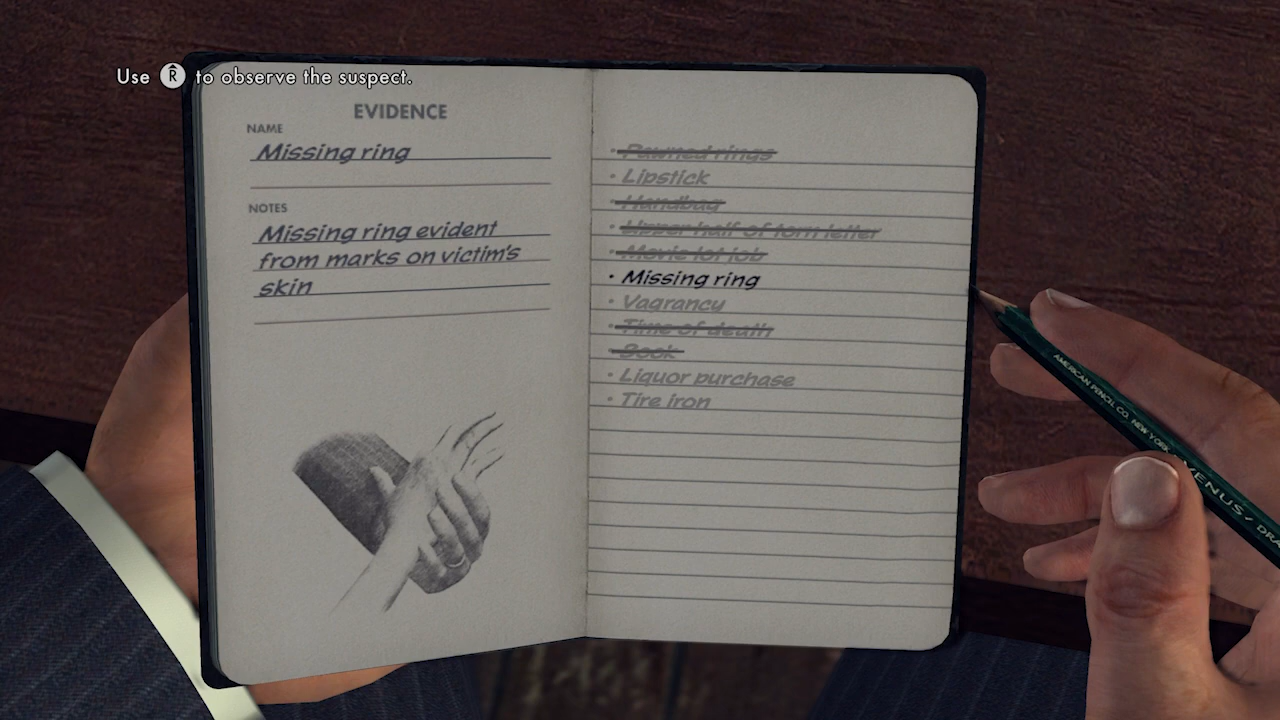 Use R to observe the suspect.
EVIDENCE
NAME
Missing ring
NOTES
Missing ring evident
from marks on victim's
skin
• Pawned rings
• Lipstick
• Handbag
• Upper half of torn letter
• Movie lot job
• Missing ring
• Vagrancy
• Time of death
• Book
• Liquor purchase
• Tire iron
AMERICAN PENCIL CO. NEW YORK
VENUS / DRA